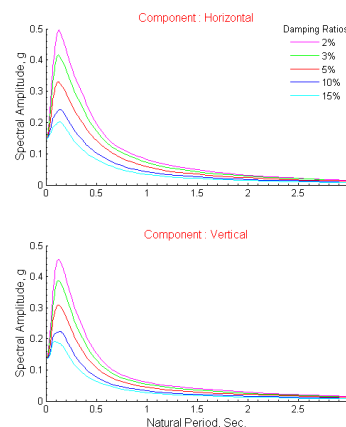 Component : Horizontal
Damping Ratios
2%
3%
5%
10%
15%
Spectral Amplitude, g
0.5
0.4
0.3
0.2
0.1
0
0 0.5 1 1.5 2 2.5
Component : Vertical
Spectral Amplitude, g
0.5
0.4
0.3
0.2
0.1
0
0 0.5 1 1.5 2 2.5
Natural Period. Sec.